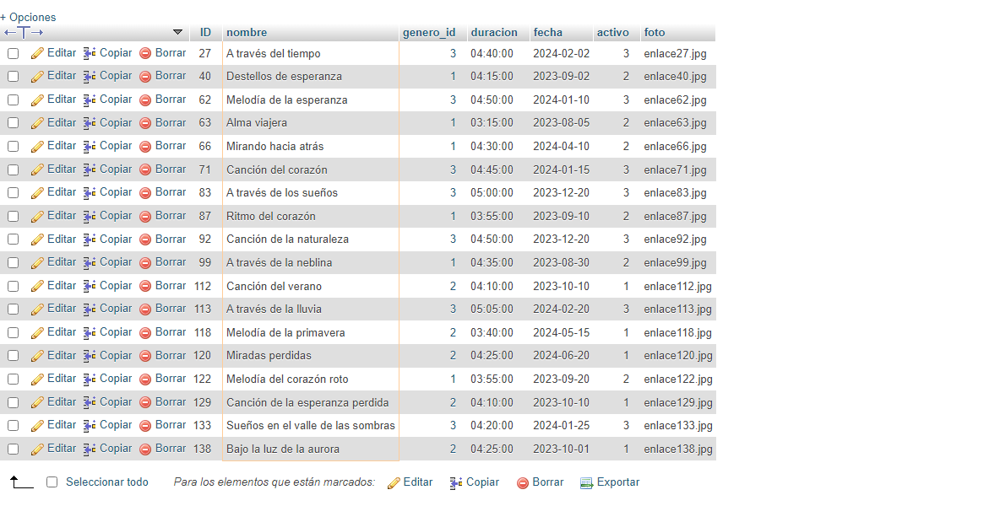 + Opciones
ID nombre genero_id duracion fecha activo foto
Editar Copiar Borrar 27 A través del tiempo 3 04:40:00 2024-02-02 3 enlace27.jpg
Editar Copiar Borrar 40 Destellos de esperanza 1 04:15:00 2023-09-02 2 enlace40.jpg
Editar Copiar Borrar 62 Melodía de la esperanza 3 04:50:00 2024-01-10 3 enlace62.jpg
Editar Copiar Borrar 63 Alma viajera 1 03:15:00 2023-08-05 2 enlace63.jpg
Editar Copiar Borrar 66 Mirando hacia atrás 1 04:30:00 2024-04-10 2 enlace66.jpg
Editar Copiar Borrar 71 Canción del corazón 3 04:45:00 2024-01-15 3 enlace71.jpg
Editar Copiar Borrar 83 A través de los sueños 3 05:00:00 2023-12-20 3 enlace83.jpg
Editar Copiar Borrar 87 Ritmo del corazón 1 03:55:00 2023-09-10 2 enlace87.jpg
Editar Copiar Borrar 92 Canción de la naturaleza 3 04:50:00 2023-12-20 3 enlace92.jpg
Editar Copiar Borrar 99 A través de la neblina 1 04:35:00 2023-08-30 2 enlace99.jpg
Editar Copiar Borrar 112 Canción del verano 2 04:10:00 2023-10-10 1 enlace112.jpg
Editar Copiar Borrar 113 A través de la lluvia 3 05:05:00 2024-02-20 3 enlace113.jpg
Editar Copiar Borrar 118 Melodía de la primavera 2 03:40:00 2024-05-15 1 enlace118.jpg
Editar Copiar Borrar 120 Miradas perdidas 2 04:25:00 2024-06-20 1 enlace120.jpg
Editar Copiar Borrar 122 Melodía del corazón roto 1 03:55:00 2023-09-20 2 enlace122.jpg
Editar Copiar Borrar 129 Canción de la esperanza perdida 2 04:10:00 2023-10-10 1 enlace129.jpg
Editar Copiar Borrar 133 Sueños en el valle de las sombras 3 04:20:00 2024-01-25 3 enlace133.jpg
Editar Copiar Borrar 138 Bajo la luz de la aurora 2 04:25:00 2023-10-01 1 enlace138.jpg
Seleccionar todo Para los elementos que están marcados: Editar Copiar Borrar Exportar